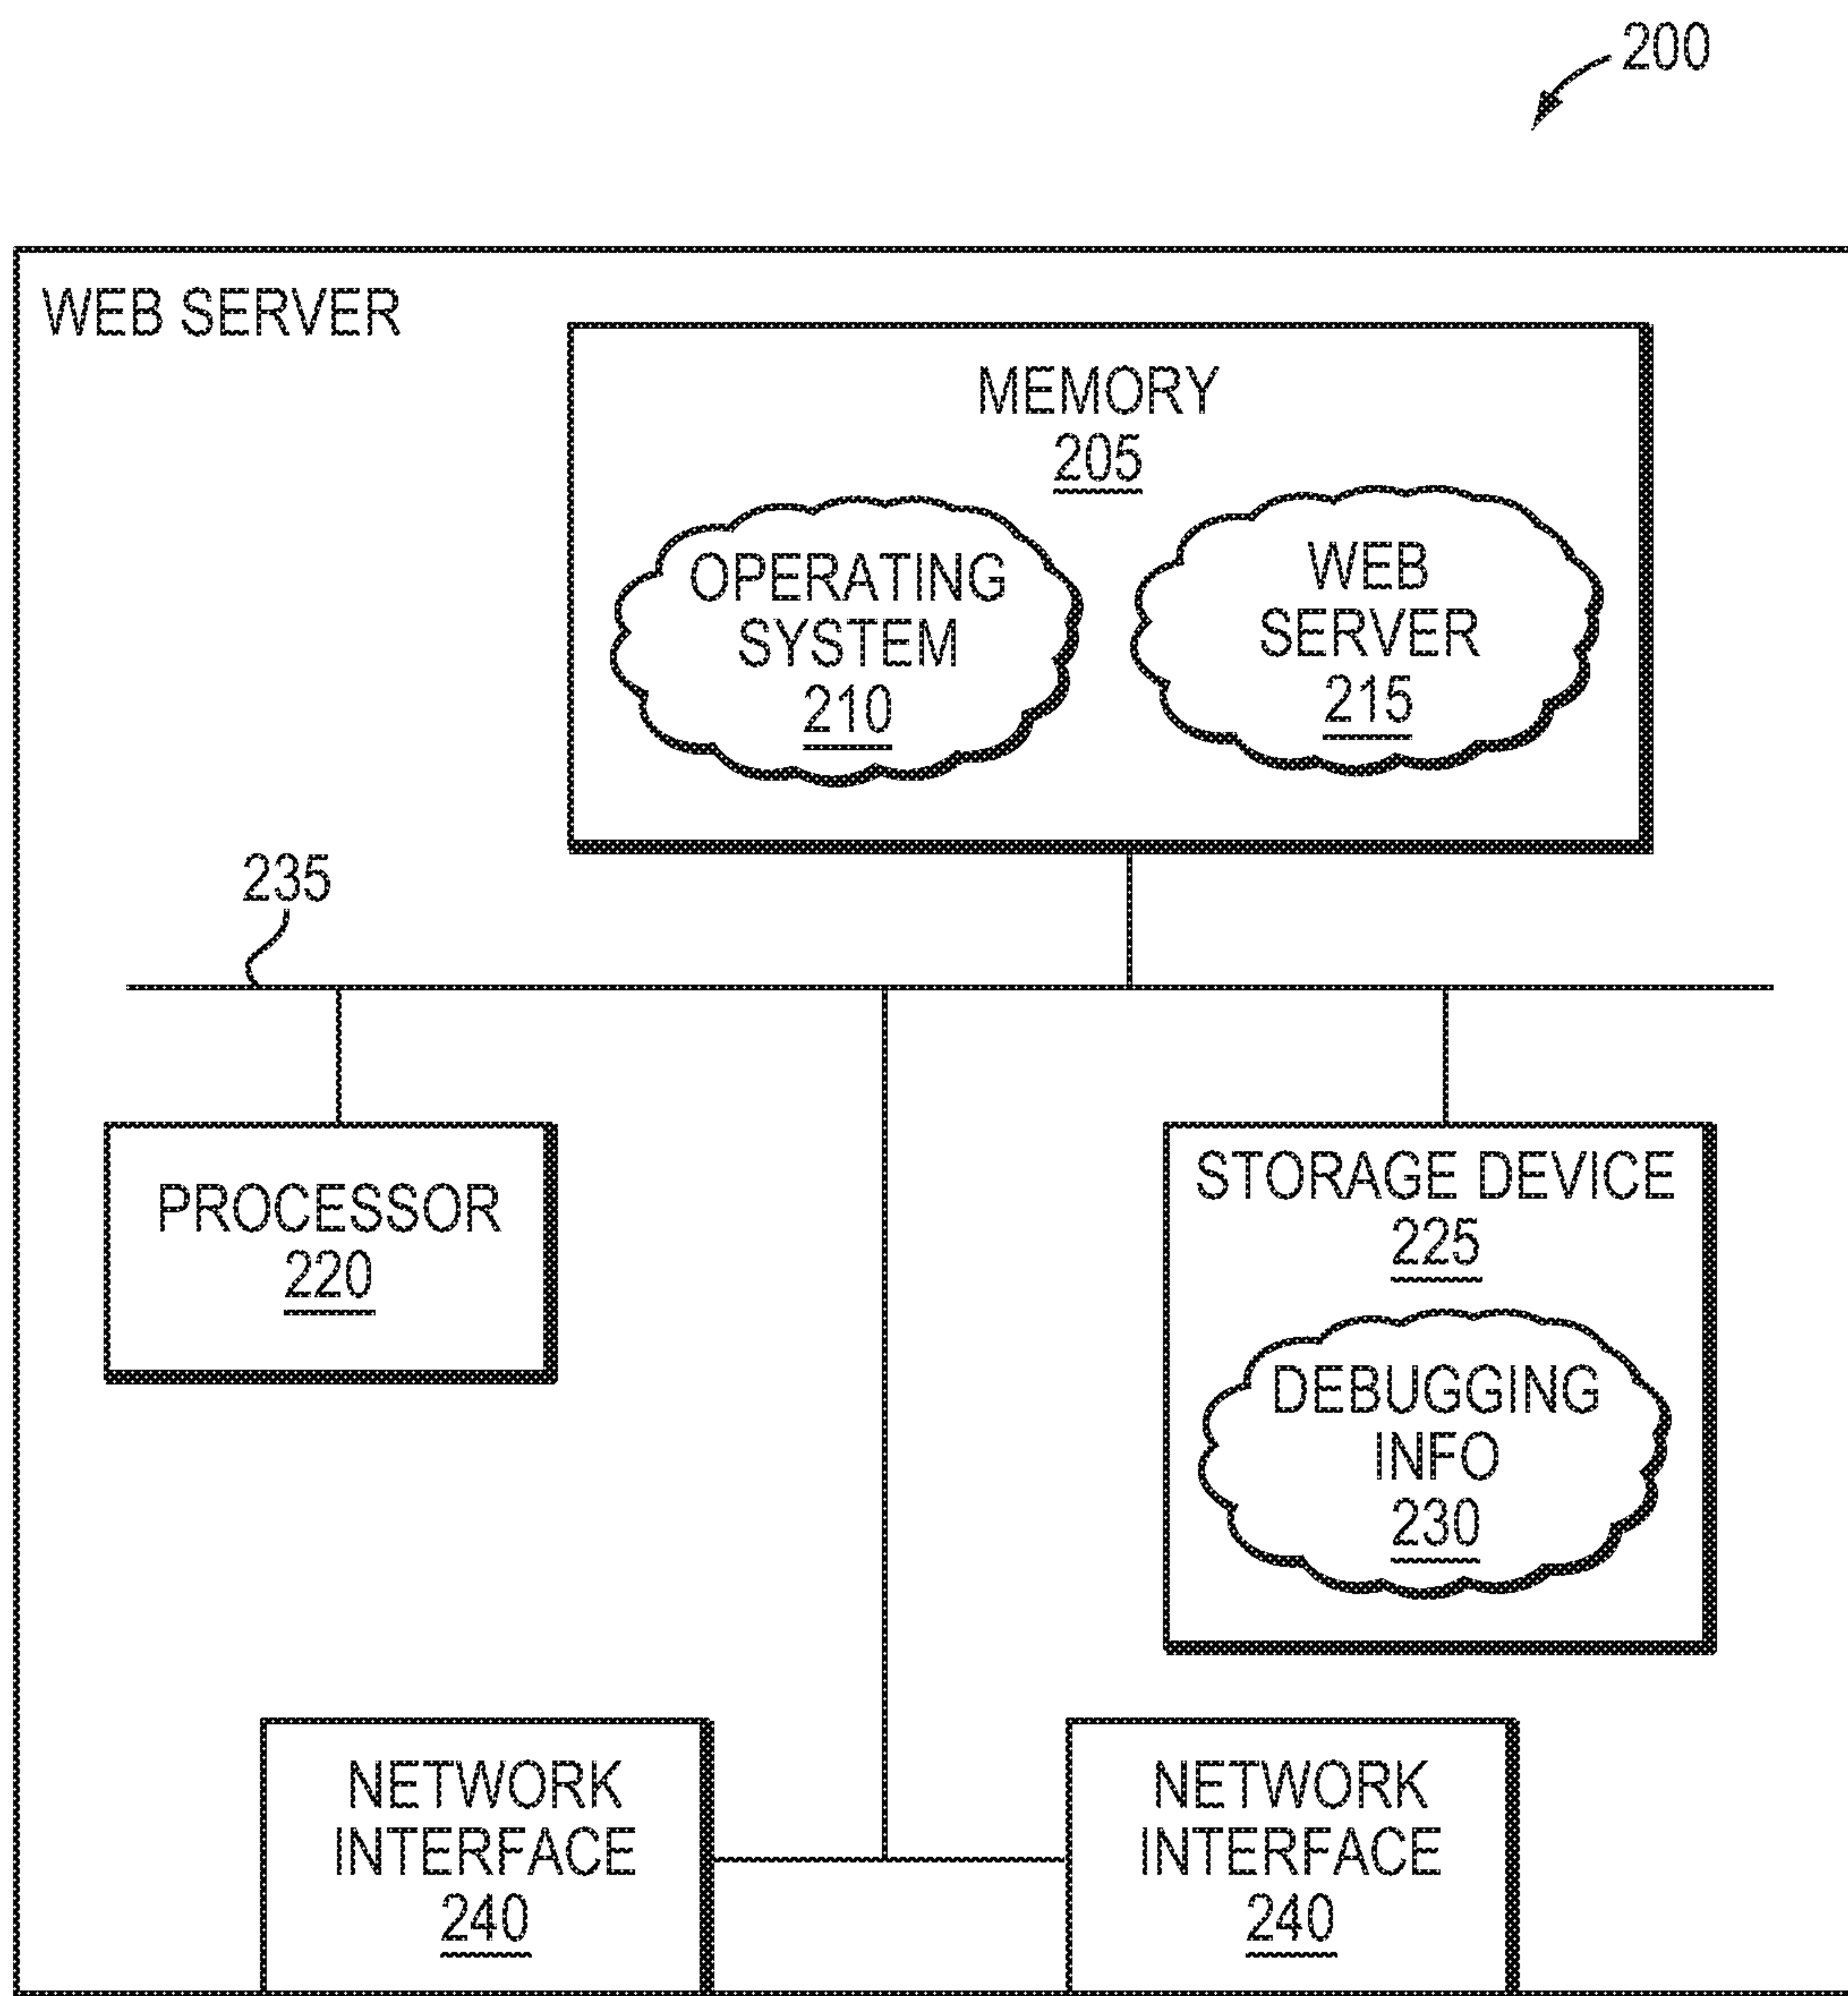 200
WEB SERVER
MEMORY
205
OPERATING
SYSTEM
210
WEB
SERVER
215
235
PROCESSOR
220
STORAGE DEVICE
225
DEBUGGING
INFO
230
NETWORK
INTERFACE
240
NETWORK
INTERFACE
240